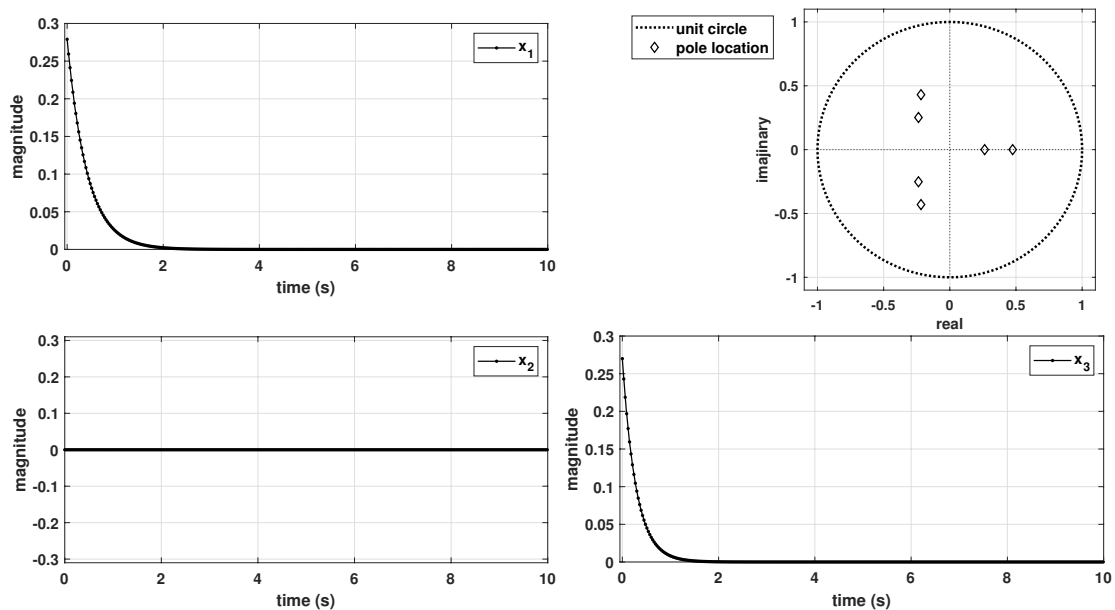 0.3
0.25
0.2
0.15
0.1
0.05
0
magnitude
x1
0 2 4 6 8 10
time (s)
unit circle
pole location
1
0.5
0
-0.5
-1
imajinary
-1 -0.5 0 0.5 1
real
0.3
0.2
0.1
0
-0.1
-0.2
-0.3
magnitude
x2
0 2 4 6 8 10
time (s)
0.3
0.25
0.2
0.15
0.1
0.05
0
magnitude
x3
0 2 4 6 8 10
time (s)